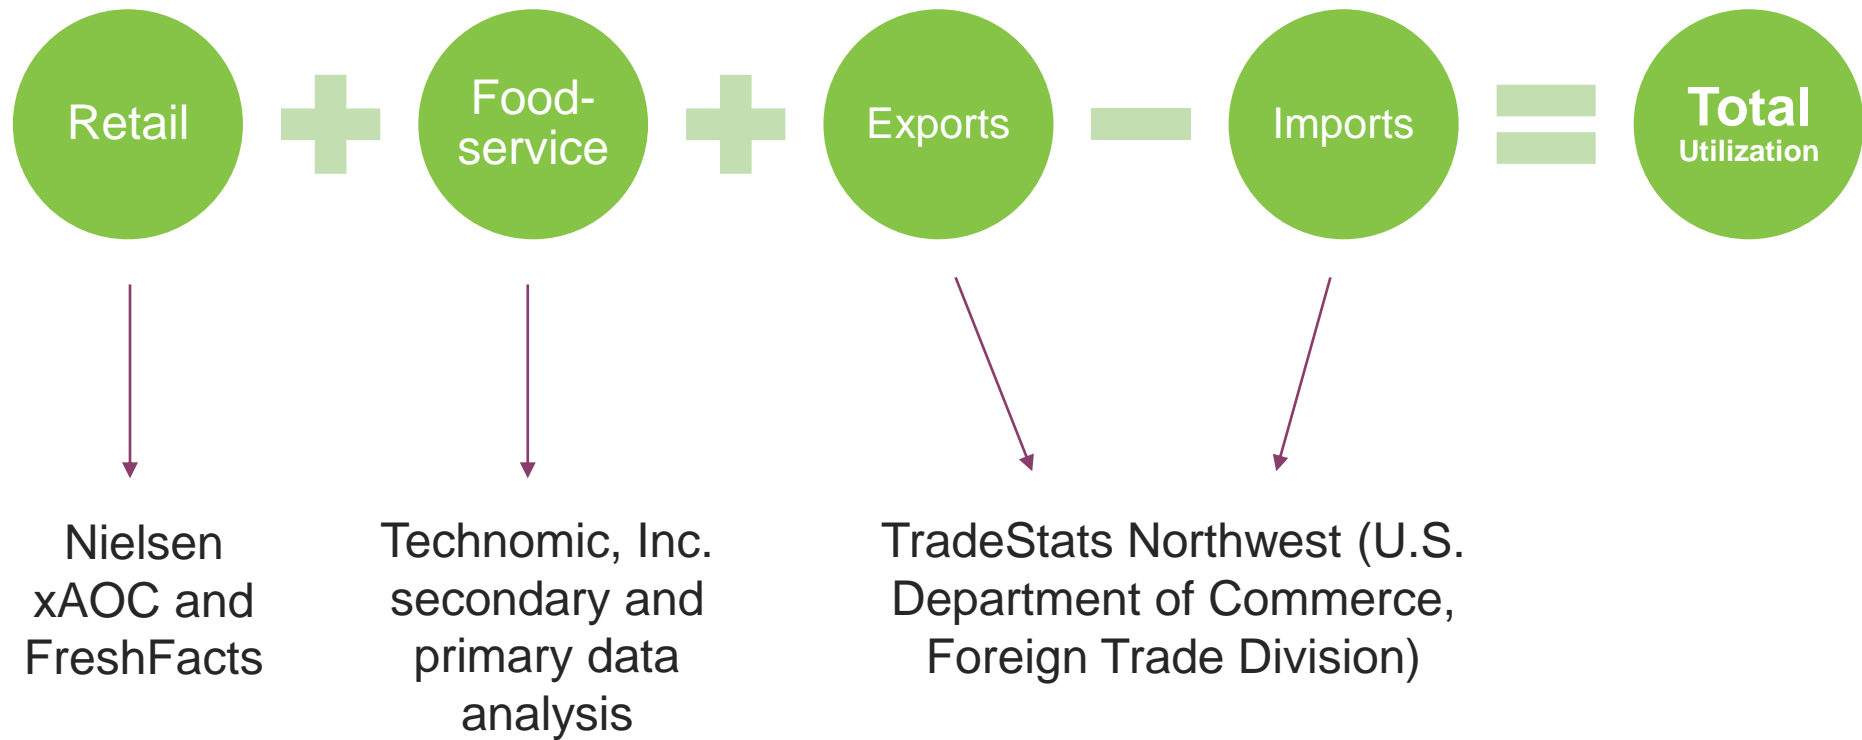 Retail
Food-
service
Exports
Imports
Total
Utilization
Nielsen
xAOC and
FreshFacts
Technomic, Inc.
secondary and
primary data
analysis
TradeStats Northwest (U.S.
Department of Commerce,
Foreign Trade Division)